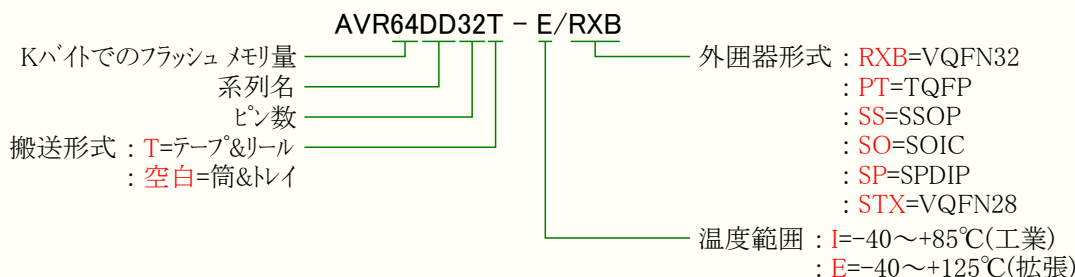 AVR64DD32T - E/RXB
Kバイトでのフラッシュ メモリ量
系列名
ピン数
搬送形式 : T=テープ&リール
: 空白=筒&トレイ
外囲器形式 : RXB=VQFN32
: PT=TQFP
: SS=SSOP
: SO=SOIC
: SP=SPDIP
: STX=VQFN28
温度範囲 : I=-40～+85℃(工業)
: E=-40～+125℃(拡張)